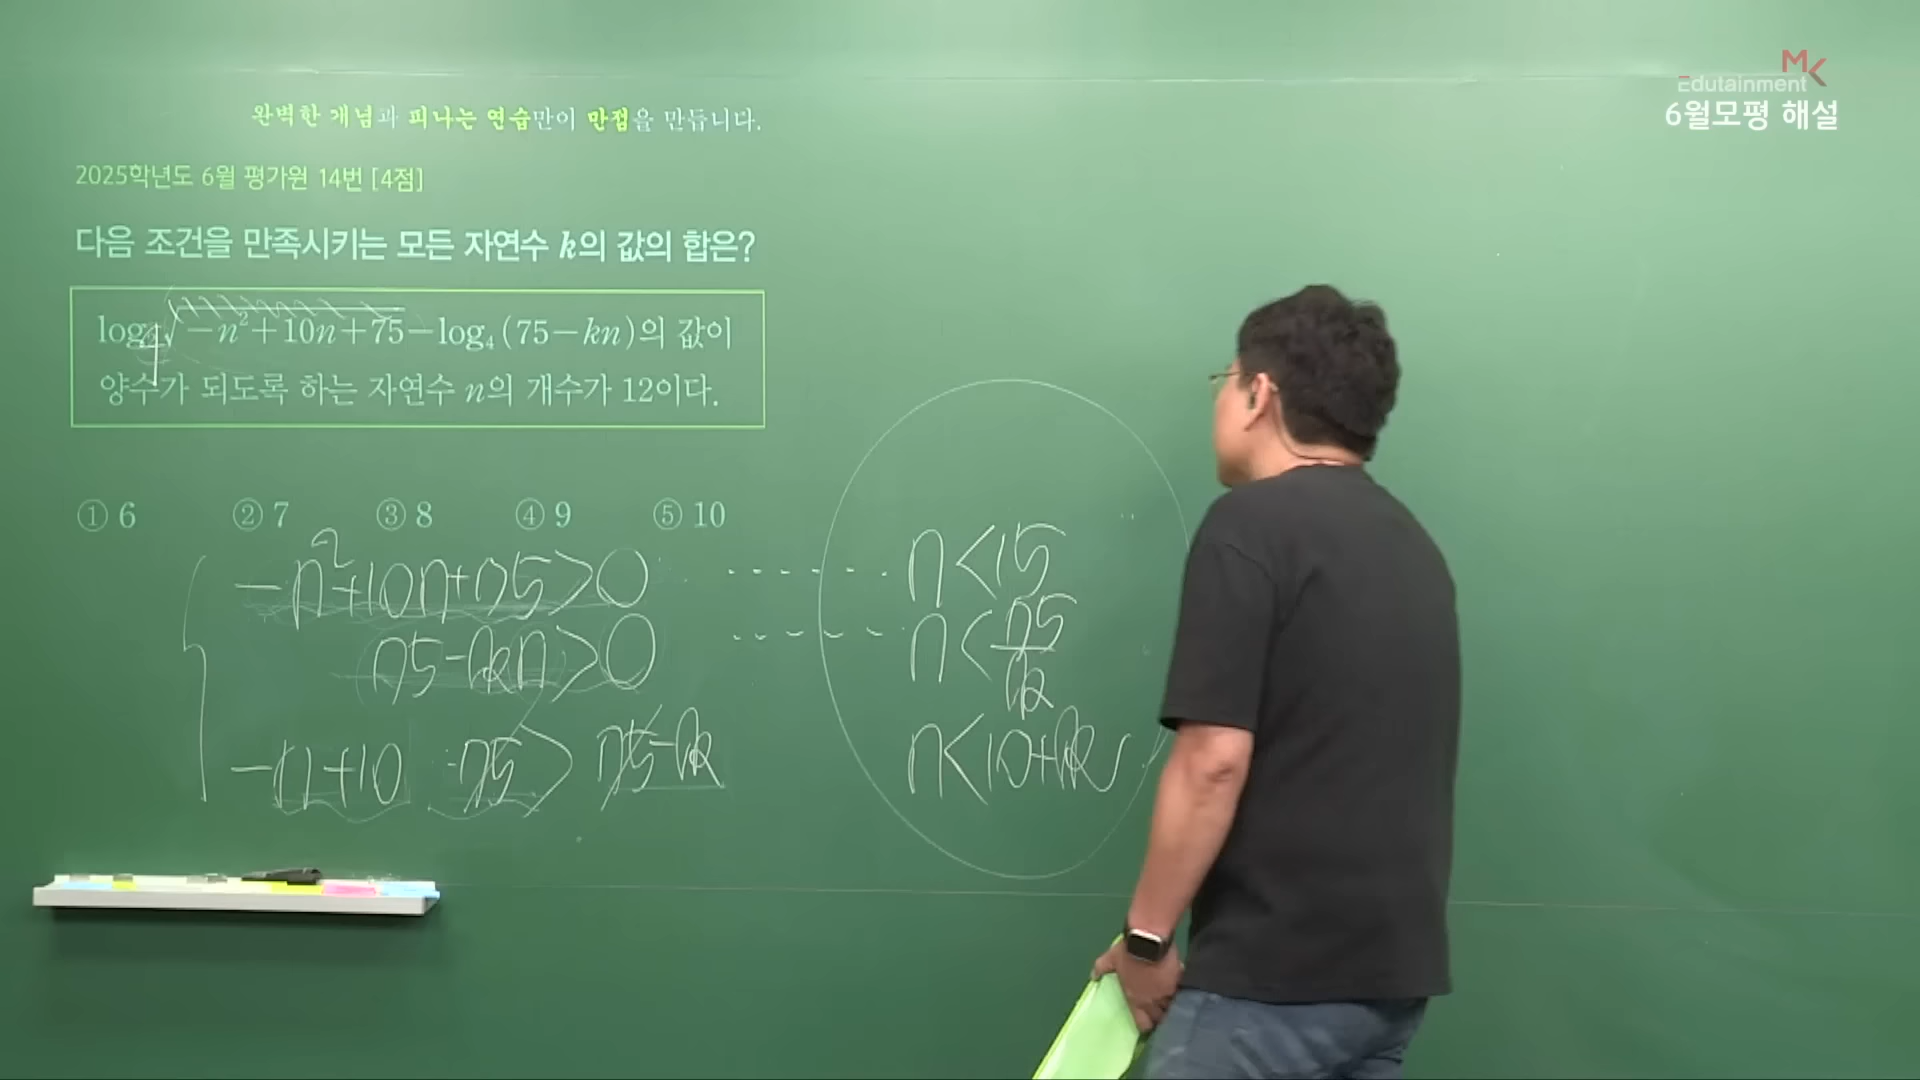 MK
Edutainment
6월모평 해설
완벽한 개념과 피나는 연습만이 만점을 만듭니다.
2025학년도 6월 평가원 14번 [4점]
다음 조건을 만족시키는 모든 자연수 k의 값의 합은?
√−n²+10n+75−log₄(75−kn)의 값이
양수가 되도록 하는 자연수 n의 개수가 12이다.
① 6 ② 7 ③ 8 ④ 9 ⑤ 10
−n²+10n+75>0 ······ n<15
75−kn>0 ······ n<75/k
−n+10 75> 75−k n<10+k